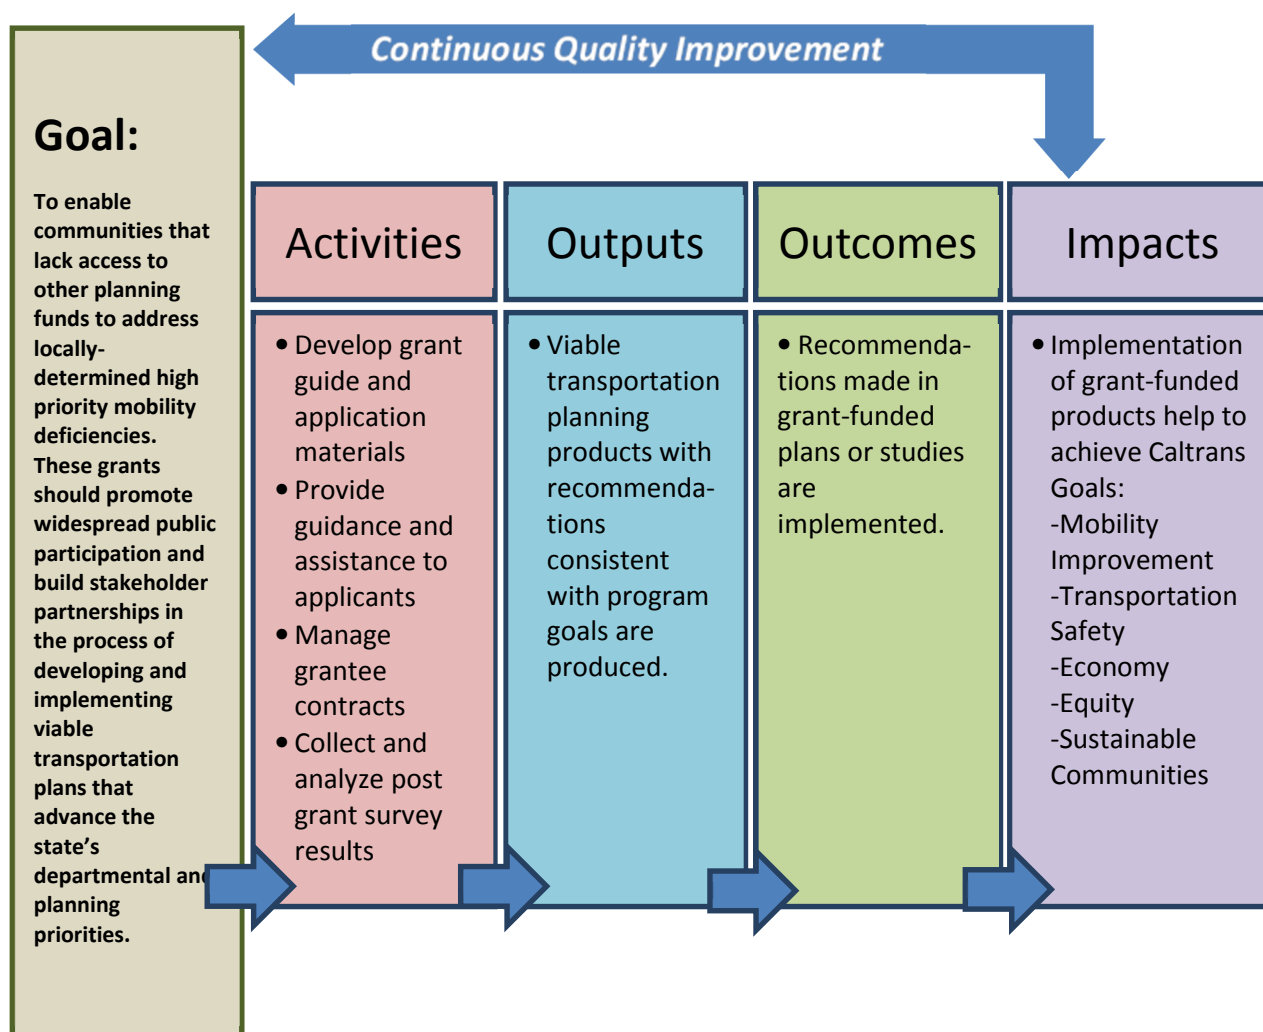 Continuous Quality Improvement
Goal:
To enable
communities that
lack access to
other planning
funds to address
locally-
determined high
priority mobility
deficiencies.
These grants
should promote
widespread public
participation and
build stakeholder
partnerships in
the process of
developing and
implementing
viable
transportation
plans that
advance the
state’s
departmental and
planning
priorities.
Activities
• Develop grant
guide and
application
materials
• Provide
guidance and
assistance to
applicants
• Manage
grantee
contracts
• Collect and
analyze post
grant survey
results
Outputs
• Viable
transportation
planning
products with
recommenda-
tions
consistent
with program
goals are
produced.
Outcomes
• Recommenda-
tions made in
grant-funded
plans or studies
are
implemented.
Impacts
• Implementation
of grant-funded
products help to
achieve Caltrans
Goals:
-Mobility
Improvement
-Transportation
Safety
-Economy
-Equity
-Sustainable
Communities